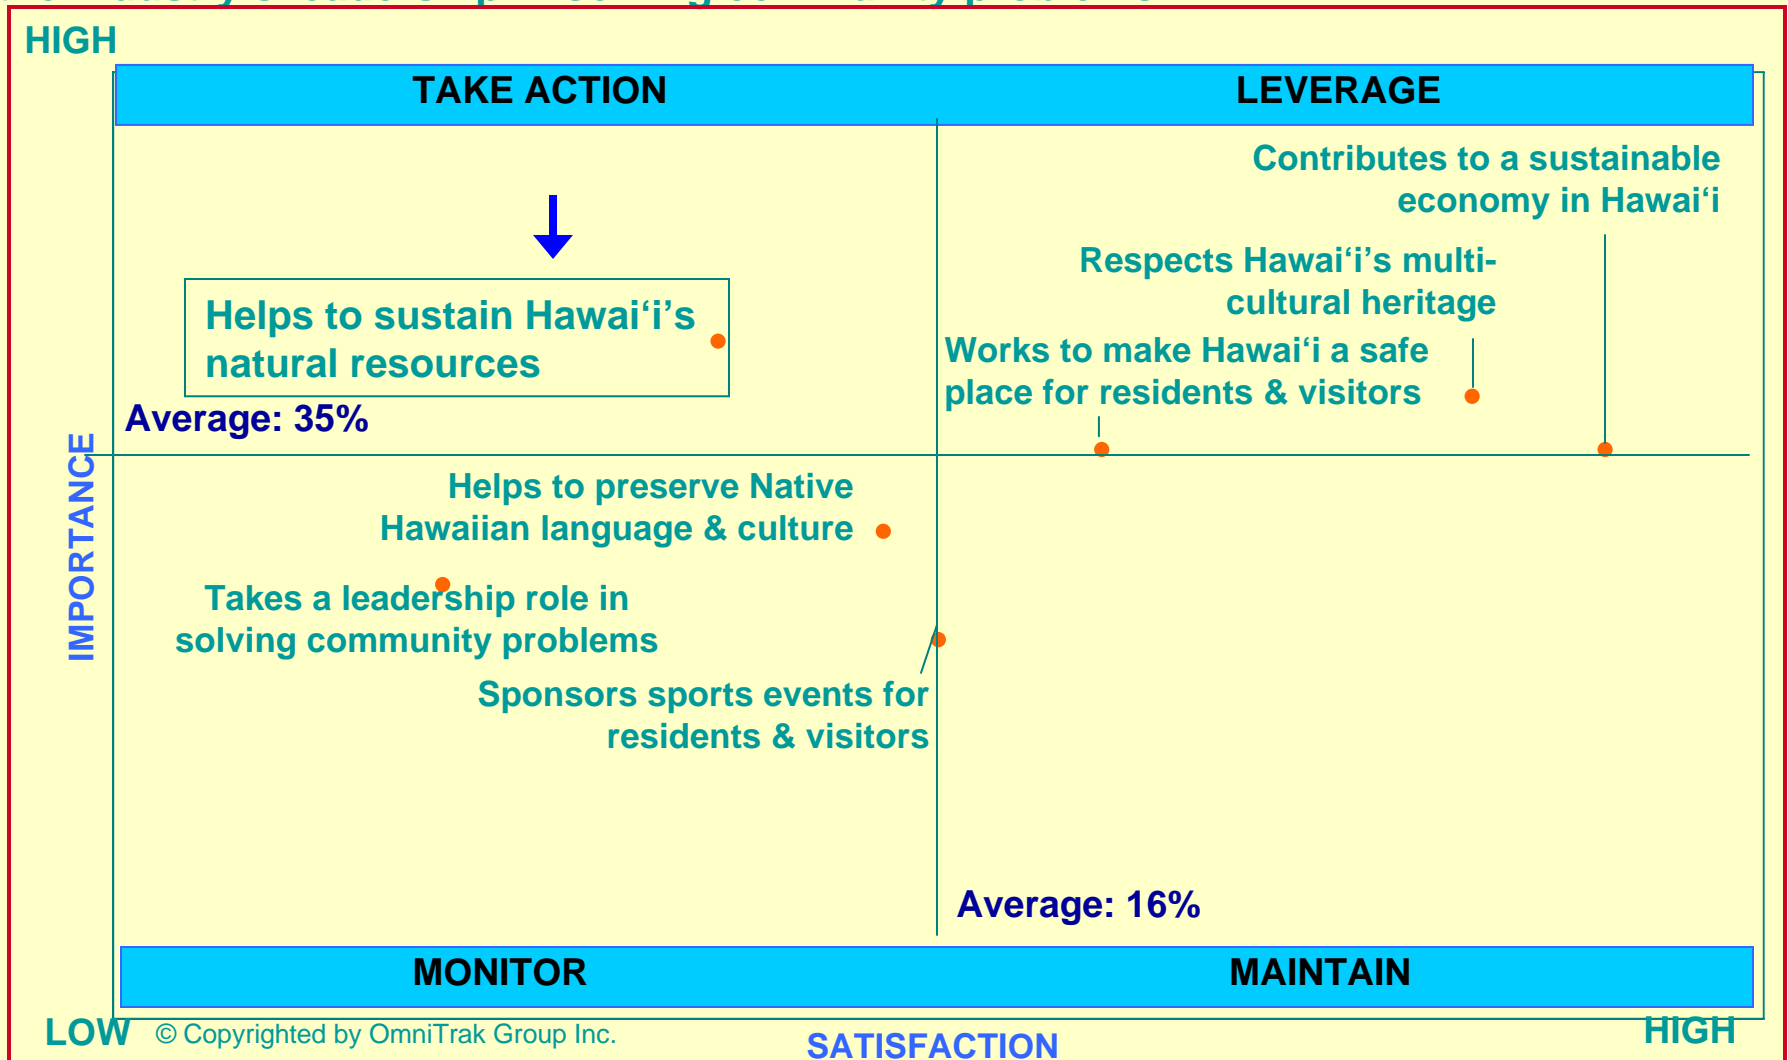 HIGH
TAKE ACTION
LEVERAGE
Contributes to a sustainable
economy in Hawai‘i
Respects Hawai‘i’s multi-
cultural heritage
Helps to sustain Hawai‘i’s
natural resources
Works to make Hawai‘i a safe
place for residents & visitors
Average: 35%
IMPORTANCE
Helps to preserve Native
Hawaiian language & culture
Takes a leadership role in
solving community problems
Sponsors sports events for
residents & visitors
Average: 16%
MONITOR
MAINTAIN
LOW
© Copyrighted by OmniTrak Group Inc.
SATISFACTION
HIGH